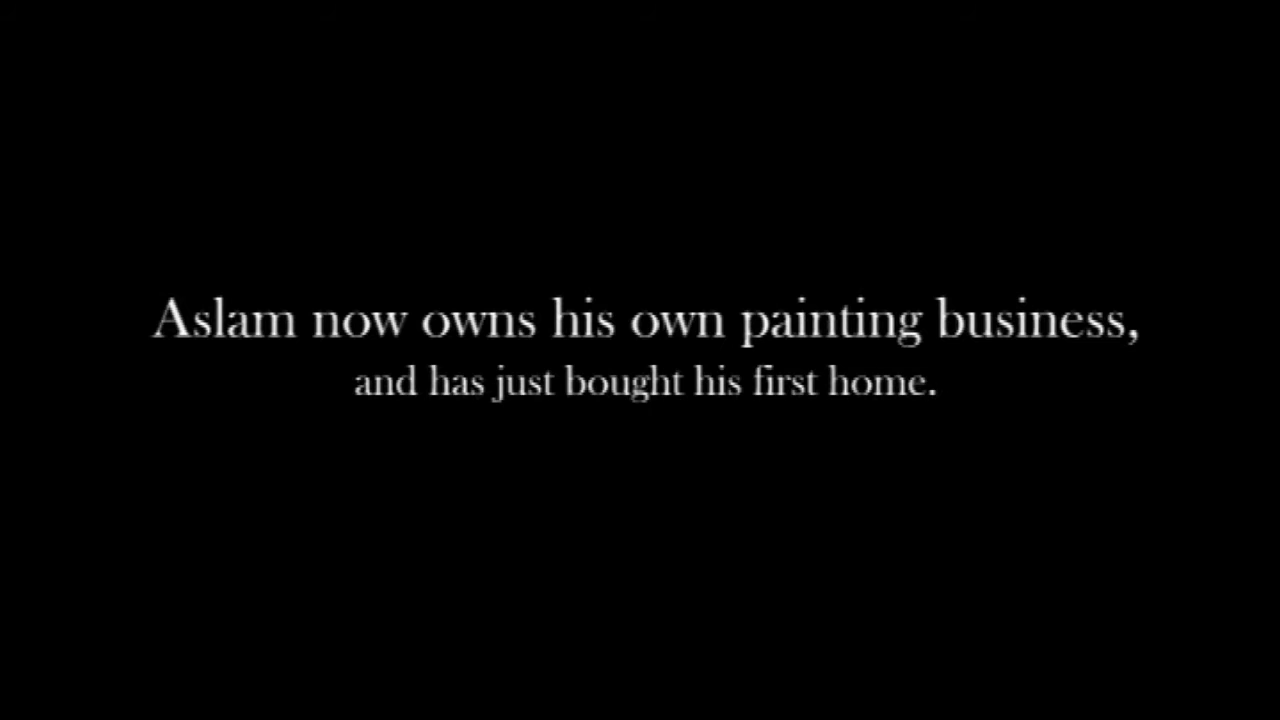 Aslam now owns his own painting business,
and has just bought his first home.